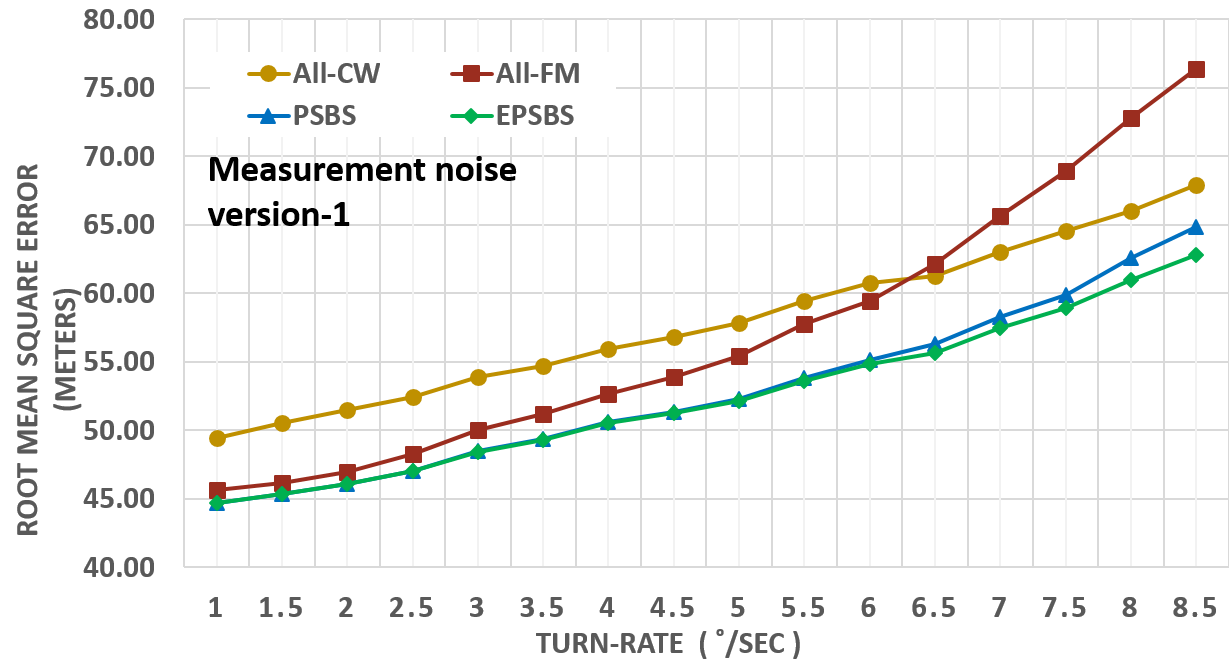 80.00
75.00
70.00
65.00
60.00
55.00
50.00
45.00
40.00
ROOT MEAN SQUARE ERROR
(METERS)
All-CW All-FM
PSBS EPSBS
Measurement noise
version-1
1 1.5 2 2.5 3 3.5 4 4.5 5 5.5 6 6.5 7 7.5 8 8.5
TURN-RATE ( °/SEC )